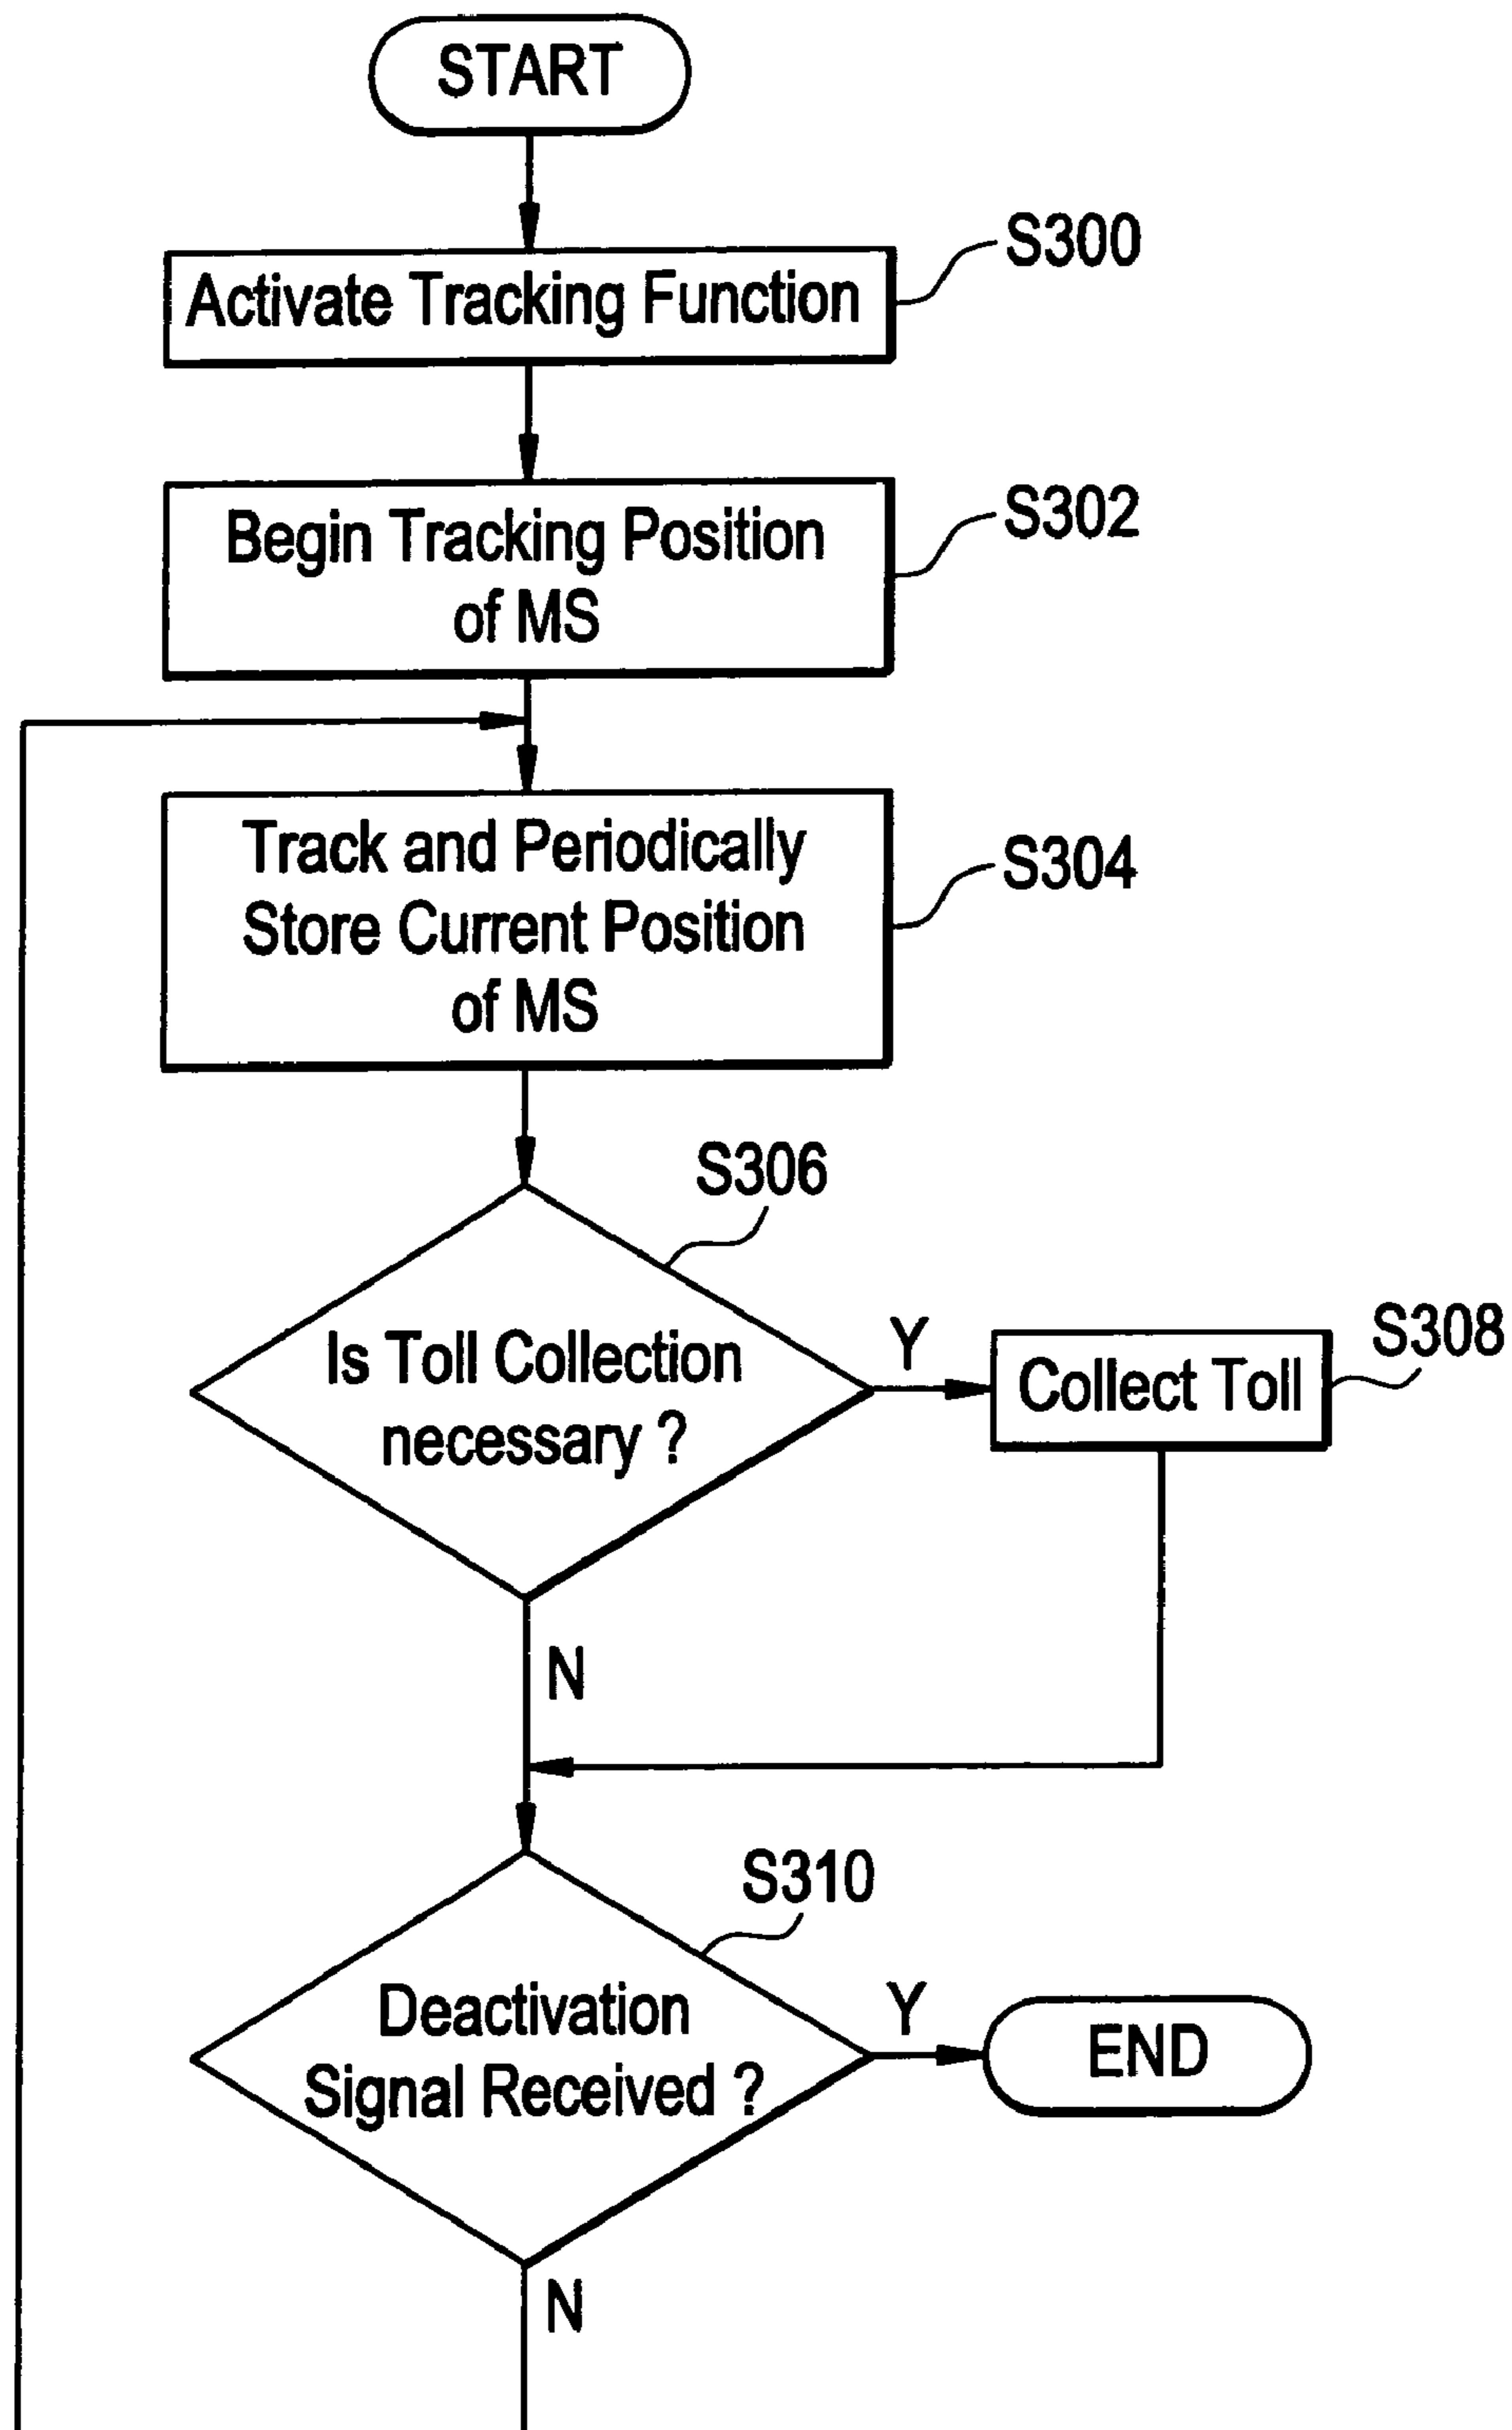 START
S300
Activate Tracking Function
S302
Begin Tracking Position
of MS
S304
Track and Periodically
Store Current Position
of MS
S306
Is Toll Collection
necessary ?
Y
S308
Collect Toll
N
S310
Deactivation
Signal Received ?
Y
END
N